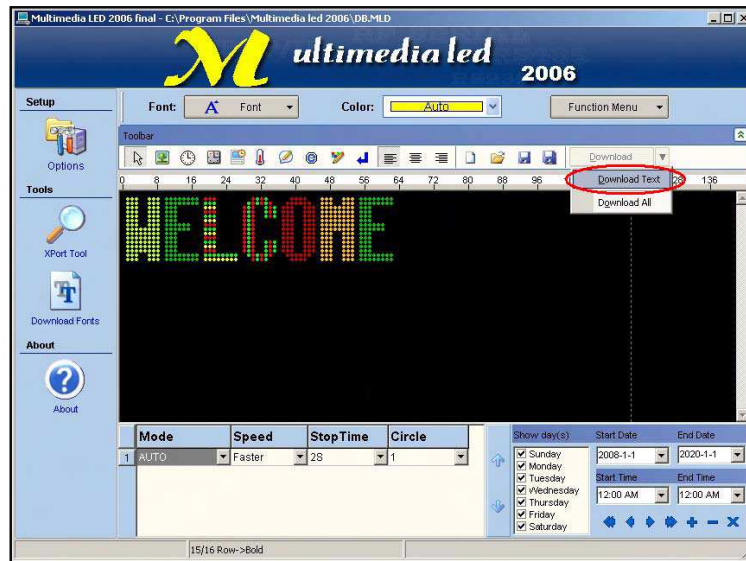 Multimedia LED 2006 final - C:\Program Files\Multimedia led 2006\DB.MLD
Multimedia led
2006
Setup
Options
Tools
XPort Tool
Download Fonts
About
About
Font: A Font
Color: Auto
Function Menu
Toolbar
Download
Download Text
Download All
0 8 16 24 32 40 48 56 64 72 80 88 96 28 136
WELCOME
Mode Speed StopTime Circle
1 AUTO Faster 2S 1
Show day(s)
Sunday
Monday
Tuesday
Wednesday
Thursday
Friday
Saturday
Start Date End Date
2008-1-1 2020-1-1
Start Time End Time
12:00 AM 12:00 AM
15/16 Row->Bold